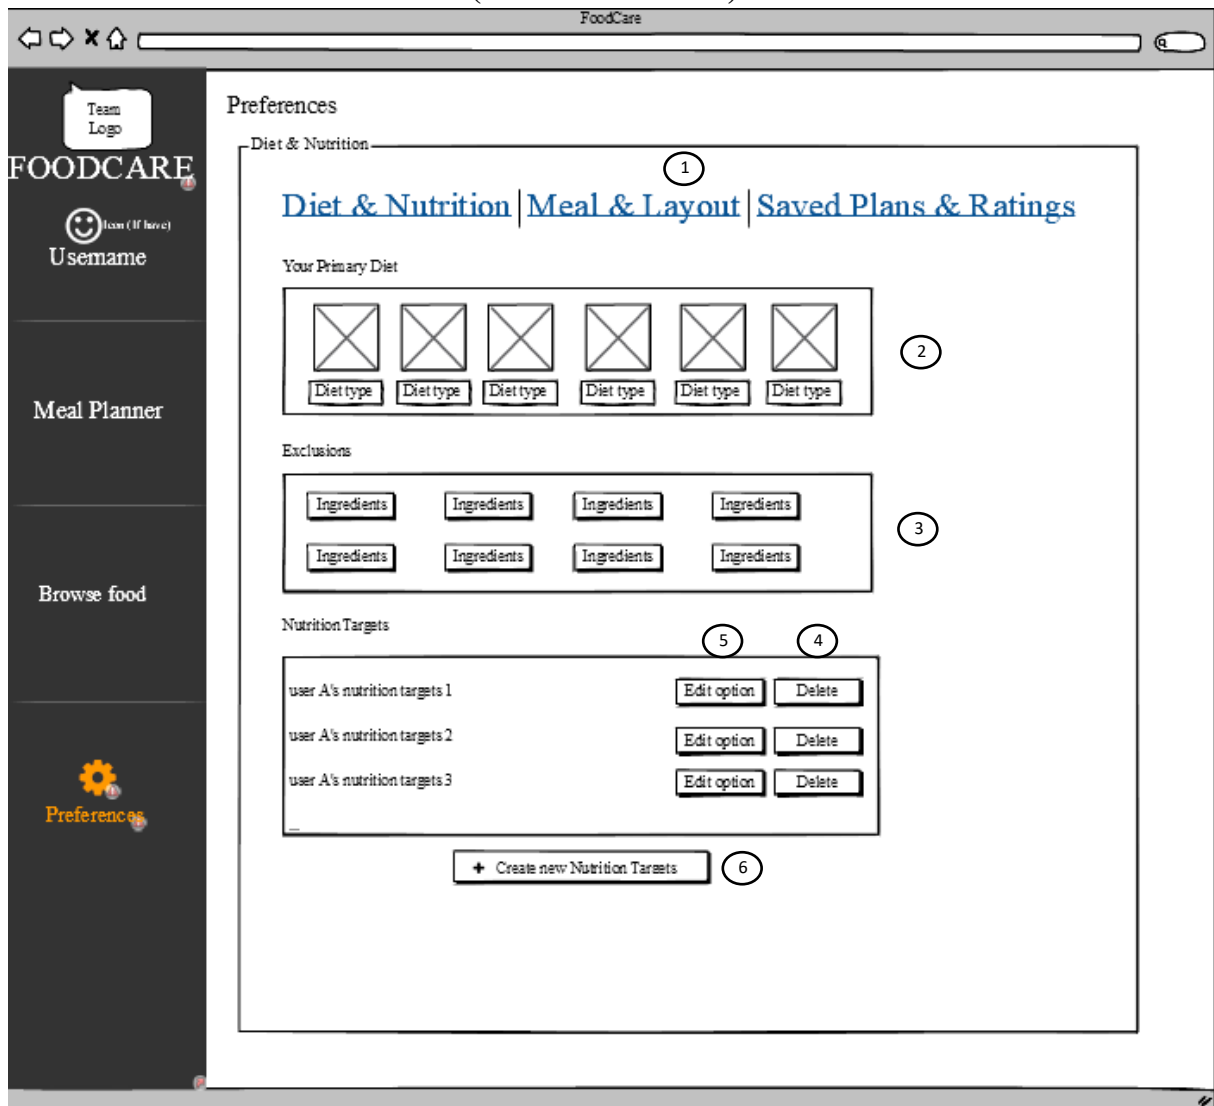 FoodCare
Team
Logo
FOODCARE
Icon (If have)
Username
Meal Planner
Browse food
Preferences
Preferences
Diet & Nutrition
1
Diet & Nutrition Meal & Layout Saved Plans & Ratings
Your Primary Diet
2
Diet type Diet type Diet type Diet type Diet type Diet type
Exclusions
Ingredients Ingredients Ingredients Ingredients
3
Ingredients Ingredients Ingredients Ingredients
Nutrition Targets
5 4
user A's nutrition targets 1 Edit option Delete
user A's nutrition targets 2 Edit option Delete
user A's nutrition targets 3 Edit option Delete
+ Create new Nutrition Targets 6